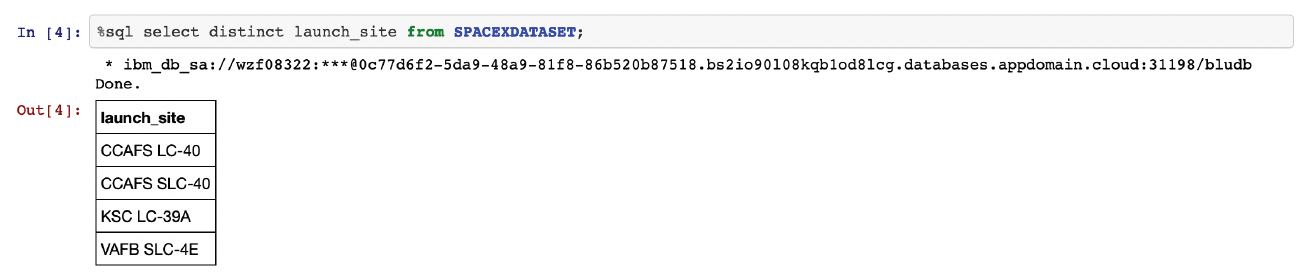 In [4]: %sql select distinct launch_site from SPACEXDATASET;
* ibm_db_sa://wzf08322:***@0c77d6f2-5da9-48a9-81f8-86b520b87518.bs2io90l08kqb1od8lcg.databases.appdomain.cloud:31198/bludb
Done.
Out[4]: launch_site
CCAFS LC-40
CCAFS SLC-40
KSC LC-39A
VAFB SLC-4E